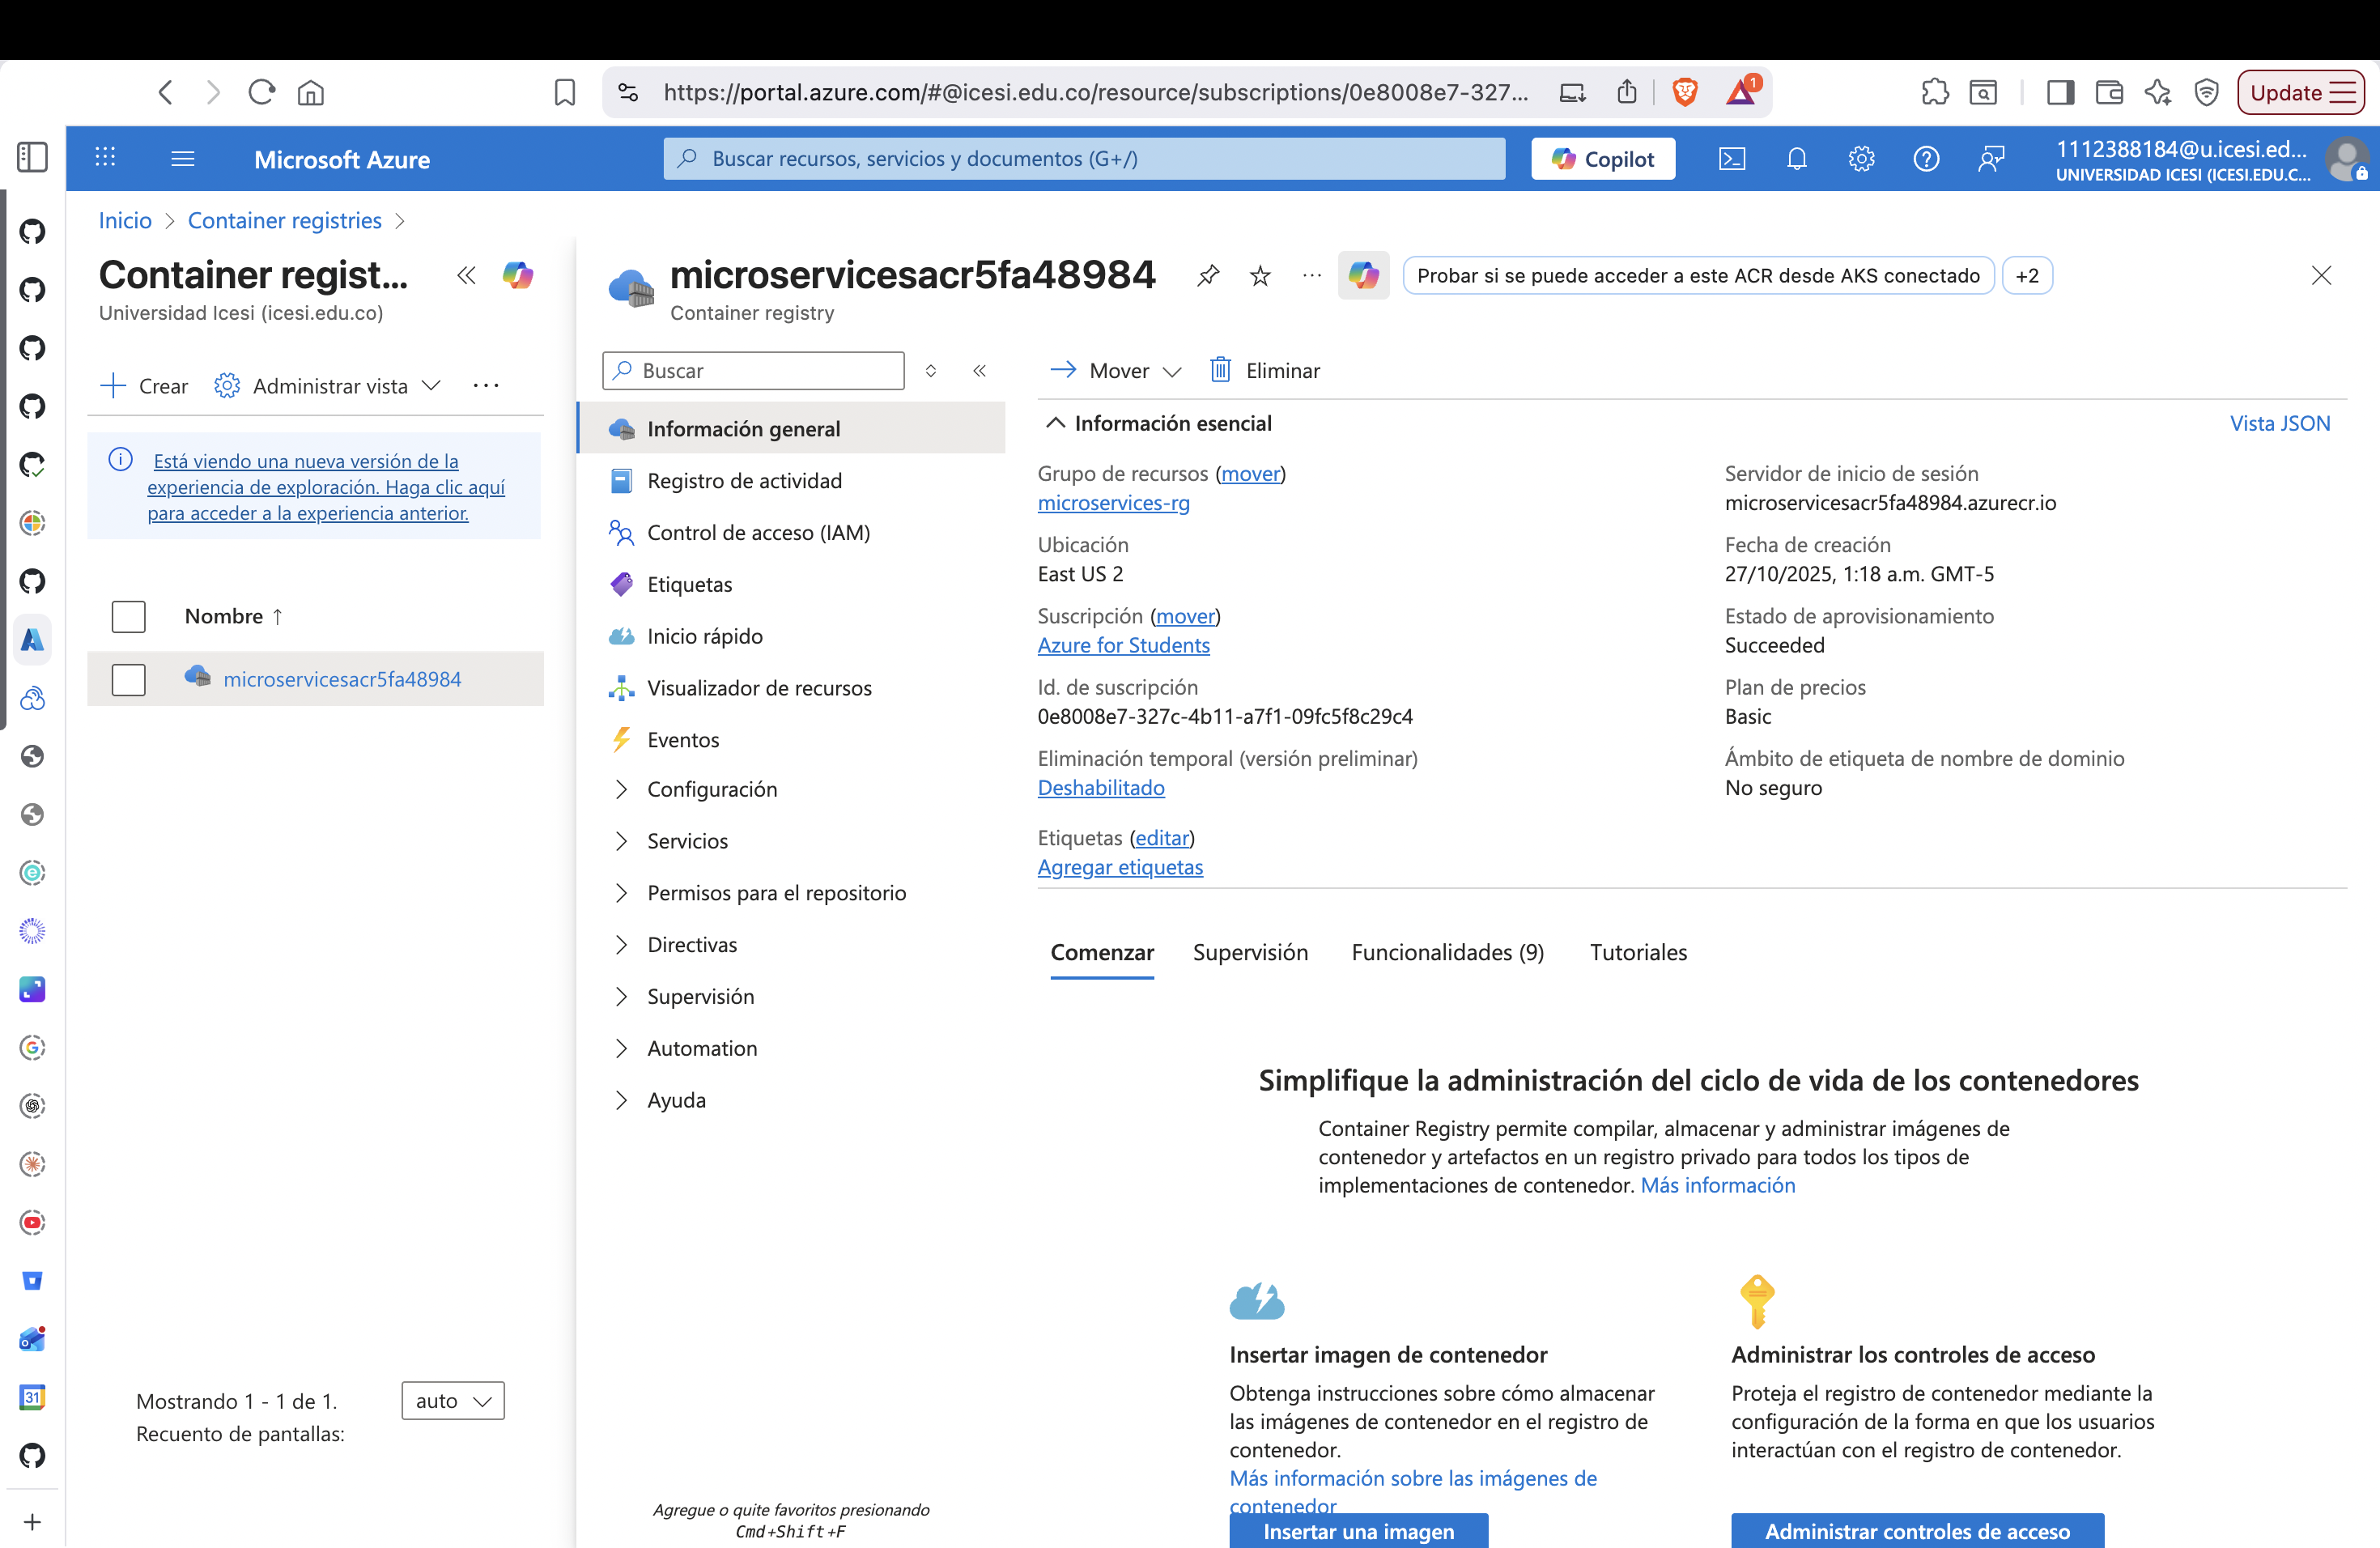 https://portal.azure.com/#@icesi.edu.co/resource/subscriptions/0e8008e7-327...
1
Update
Microsoft Azure
Buscar recursos, servicios y documentos (G+/)
Copilot
1112388184@u.icesi.ed...
UNIVERSIDAD ICESI (ICESI.EDU.C...
Inicio > Container registries >
Container regist...
Universidad Icesi (icesi.edu.co)
Crear
Administrar vista
Está viendo una nueva versión de la
experiencia de exploración. Haga clic aquí
para acceder a la experiencia anterior.
Nombre ↑
microservicesacr5fa48984
Mostrando 1 - 1 de 1.
Recuento de pantallas:
auto
microservicesacr5fa48984
Container registry
Probar si se puede acceder a este ACR desde AKS conectado
+2
Buscar
Información general
Registro de actividad
Control de acceso (IAM)
Etiquetas
Inicio rápido
Visualizador de recursos
Eventos
Configuración
Servicios
Permisos para el repositorio
Directivas
Supervisión
Automation
Ayuda
Agregue o quite favoritos presionando
Cmd+Shift+F
Mover
Eliminar
Información esencial
Vista JSON
Grupo de recursos (mover)
microservices-rg
Ubicación
East US 2
Suscripción (mover)
Azure for Students
Id. de suscripción
0e8008e7-327c-4b11-a7f1-09fc5f8c29c4
Eliminación temporal (versión preliminar)
Deshabilitado
Etiquetas (editar)
Agregar etiquetas
Servidor de inicio de sesión
microservicesacr5fa48984.azurecr.io
Fecha de creación
27/10/2025, 1:18 a.m. GMT-5
Estado de aprovisionamiento
Succeeded
Plan de precios
Basic
Ámbito de etiqueta de nombre de dominio
No seguro
Comenzar
Supervisión
Funcionalidades (9)
Tutoriales
Simplifique la administración del ciclo de vida de los contenedores
Container Registry permite compilar, almacenar y administrar imágenes de
contenedor y artefactos en un registro privado para todos los tipos de
implementaciones de contenedor. Más información
Insertar imagen de contenedor
Obtenga instrucciones sobre cómo almacenar
las imágenes de contenedor en el registro de
contenedor.
Más información sobre las imágenes de
contenedor
Insertar una imagen
Administrar los controles de acceso
Proteja el registro de contenedor mediante la
configuración de la forma en que los usuarios
interactúan con el registro de contenedor.
Administrar controles de acceso
31